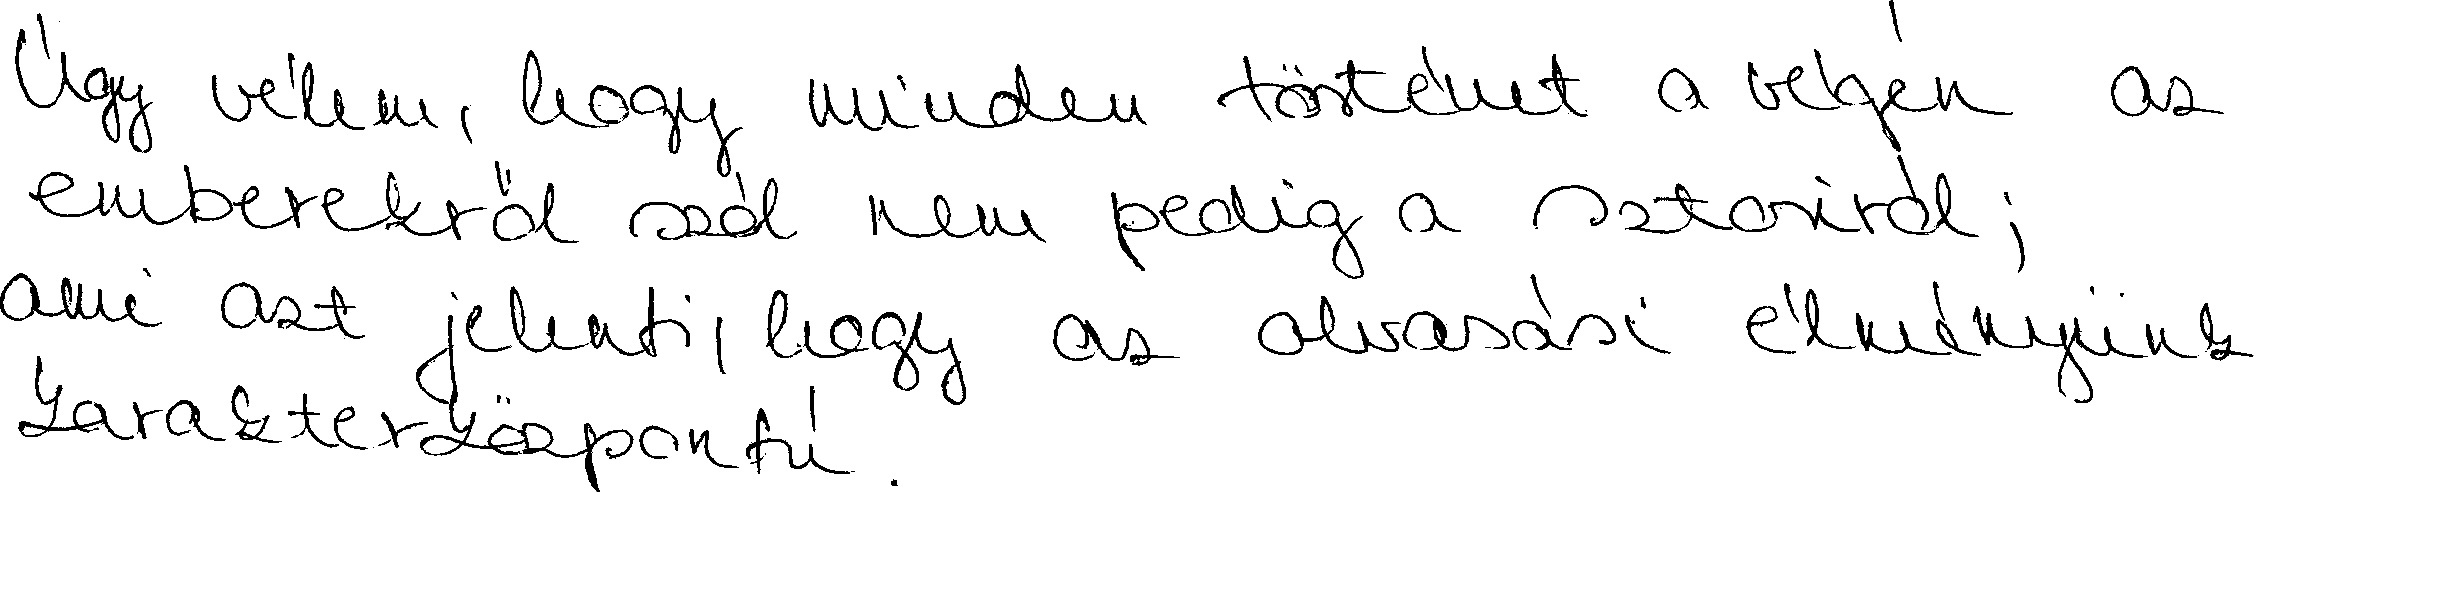 Úgy vélem, hogy minden történet a végén az
emberekről szól nem pedig a sztoriról;
ami azt jelenti, hogy az olvasási élményünk
karakterközpontú.